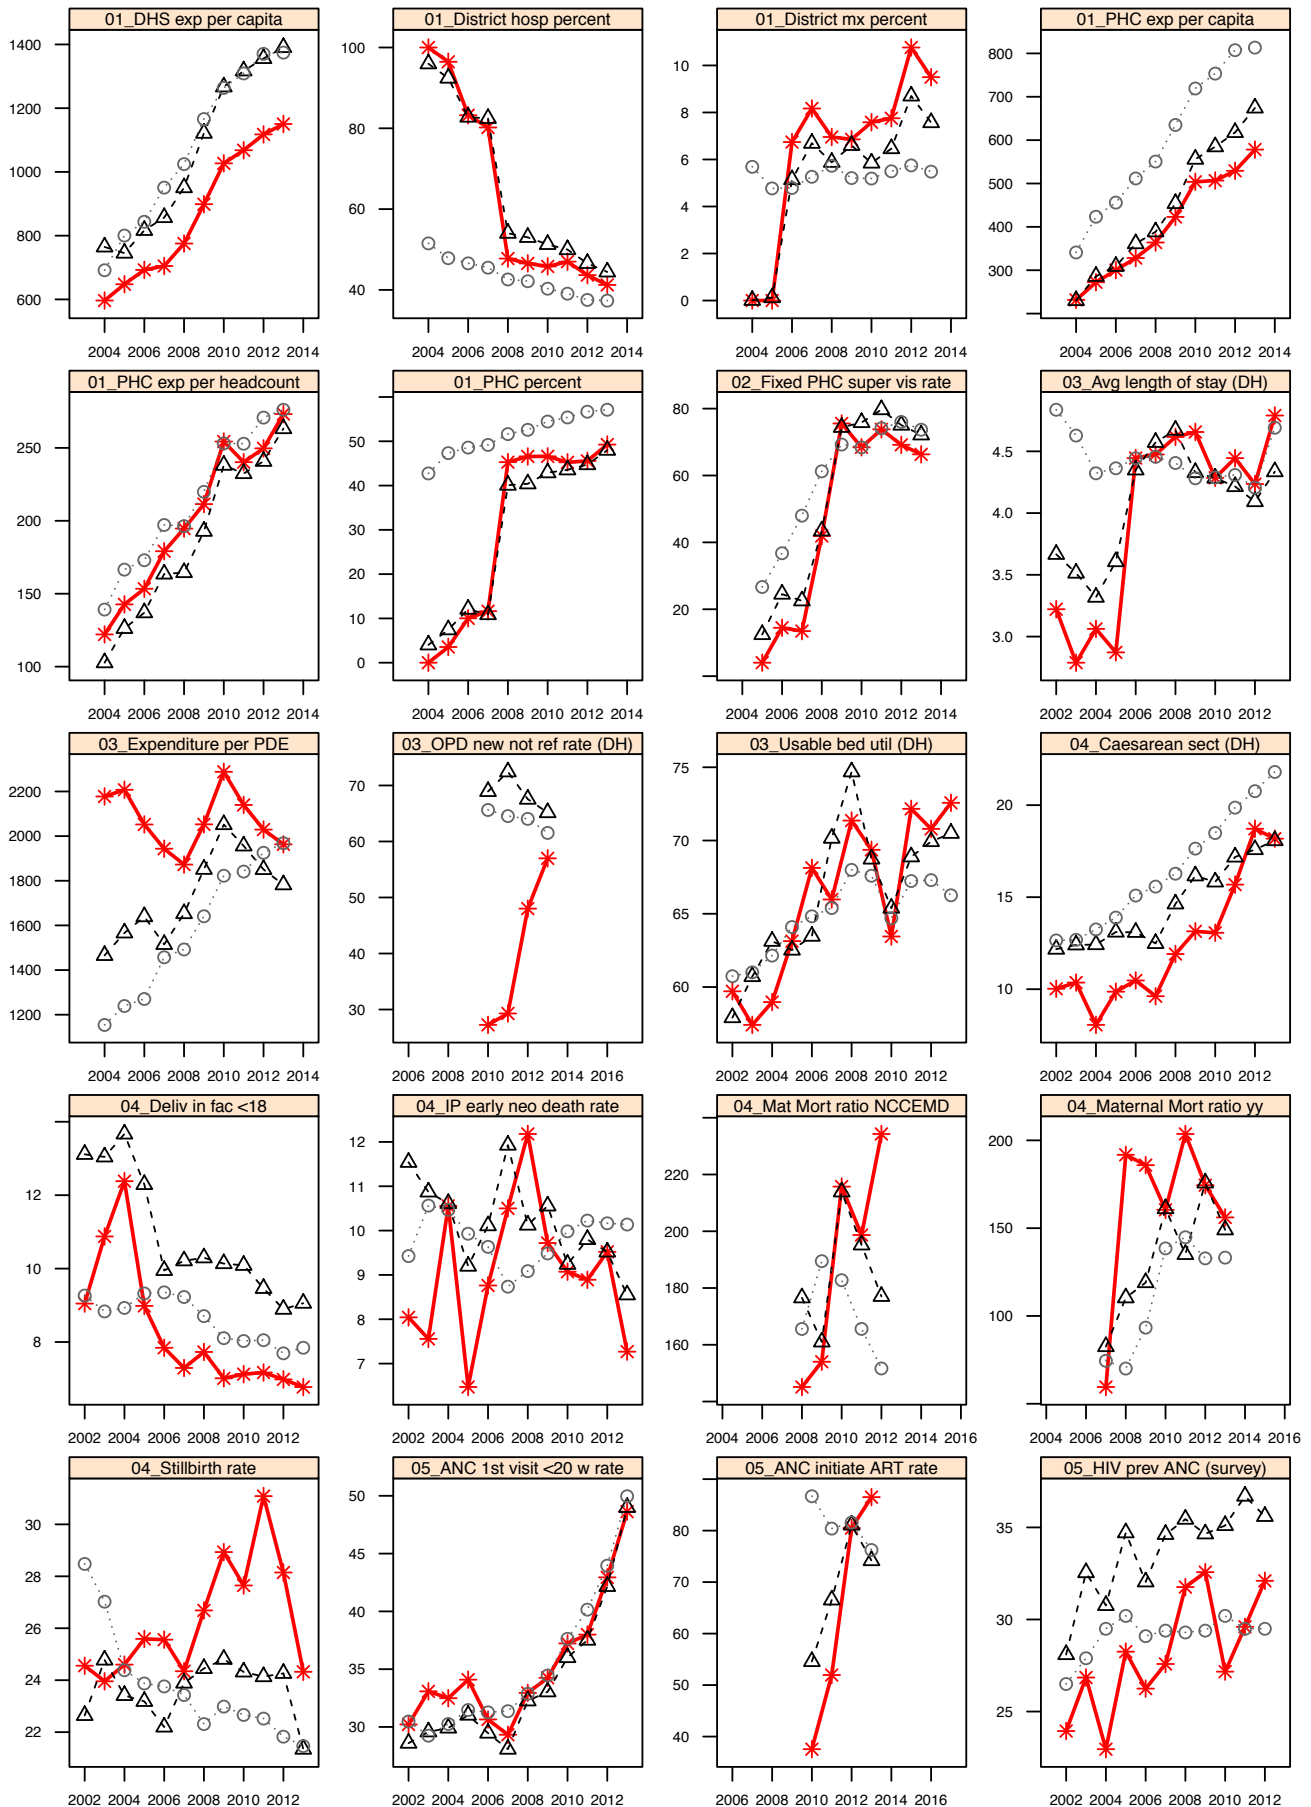 01_DHS exp per capita
1400
1200
1000
800
600
2004 2006 2008 2010 2012 2014
01_District hosp percent
100
80
60
40
2004 2006 2008 2010 2012 2014
01_District mx percent
10
8
6
4
2
0
2004 2006 2008 2010 2012 2014
01_PHC exp per capita
800
700
600
500
400
300
2004 2006 2008 2010 2012 2014
01_PHC exp per headcount
250
200
150
100
2004 2006 2008 2010 2012 2014
01_PHC percent
50
40
30
20
10
0
2004 2006 2008 2010 2012 2014
02_Fixed PHC super vis rate
80
60
40
20
2004 2006 2008 2010 2012 2014
03_Avg length of stay (DH)
4.5
4.0
3.5
3.0
2002 2004 2006 2008 2010 2012
03_Expenditure per PDE
2200
2000
1800
1600
1400
1200
2004 2006 2008 2010 2012 2014
03_OPD new not ref rate (DH)
70
60
50
40
30
2006 2008 2010 2012 2014 2016
03_Usable bed util (DH)
75
70
65
60
2002 2004 2006 2008 2010 2012
04_Caesarean sect (DH)
20
15
10
2002 2004 2006 2008 2010 2012
04_Deliv in fac <18
12
10
8
2002 2004 2006 2008 2010 2012
04_IP early neo death rate
12
11
10
9
8
7
2002 2004 2006 2008 2010 2012
04_Mat Mort ratio NCCEMD
220
200
180
160
2004 2006 2008 2010 2012 2014 2016
04_Maternal Mort ratio yy
200
150
100
2004 2006 2008 2010 2012 2014 2016
04_Stillbirth rate
30
28
26
24
22
2002 2004 2006 2008 2010 2012
05_ANC 1st visit <20 w rate
50
45
40
35
30
2002 2004 2006 2008 2010 2012
05_ANC initiate ART rate
80
70
60
50
40
2006 2008 2010 2012 2014 2016
05_HIV prev ANC (survey)
35
30
25
2002 2004 2006 2008 2010 2012